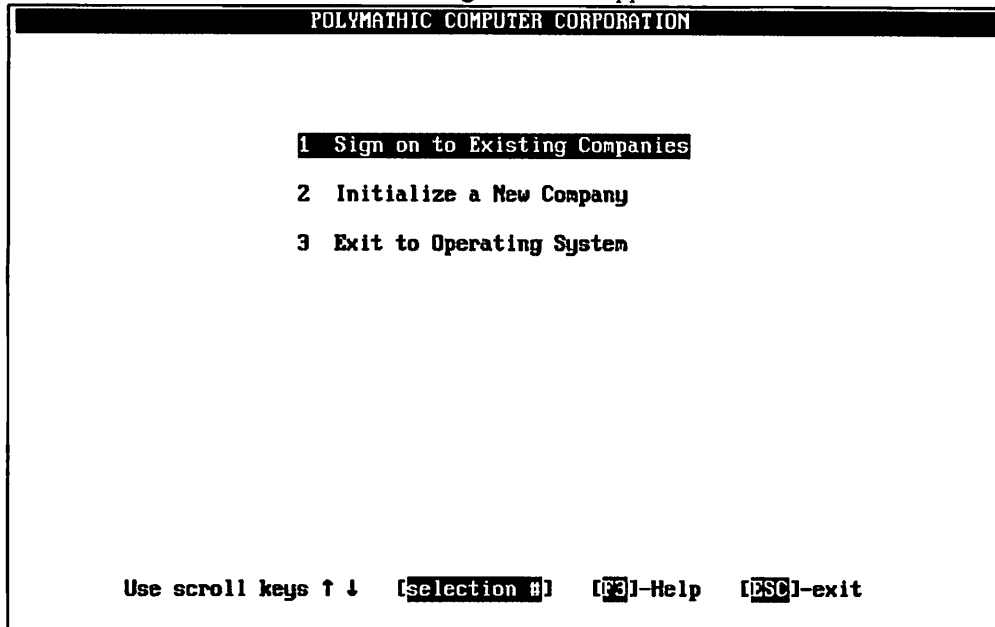 POLYMATHIC COMPUTER CORPORATION
1 Sign on to Existing Companies
2 Initialize a New Company
3 Exit to Operating System
Use scroll keys ↑ ↓ [selection #] [F3]-Help [ESC]-exit